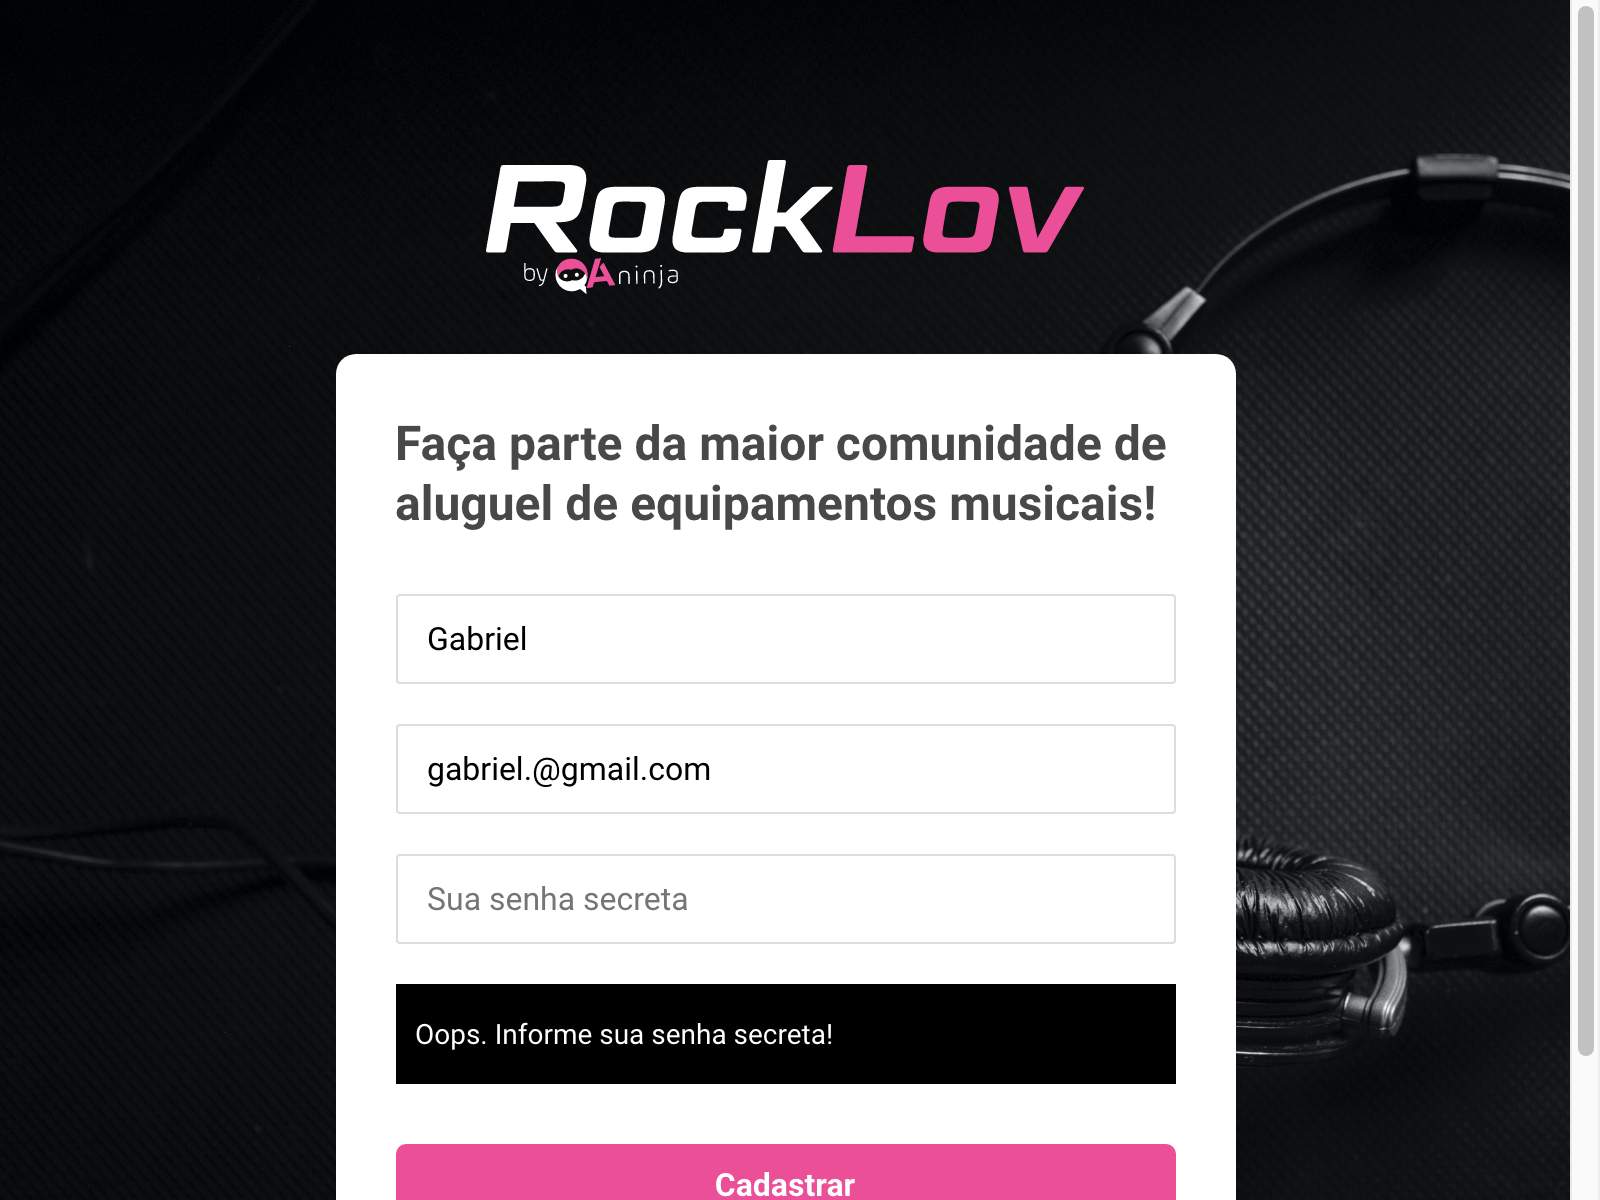 RockLov
by QAninja
Faça parte da maior comunidade de
aluguel de equipamentos musicais!
Gabriel
gabriel.@gmail.com
Sua senha secreta
Oops. Informe sua senha secreta!
Cadastrar